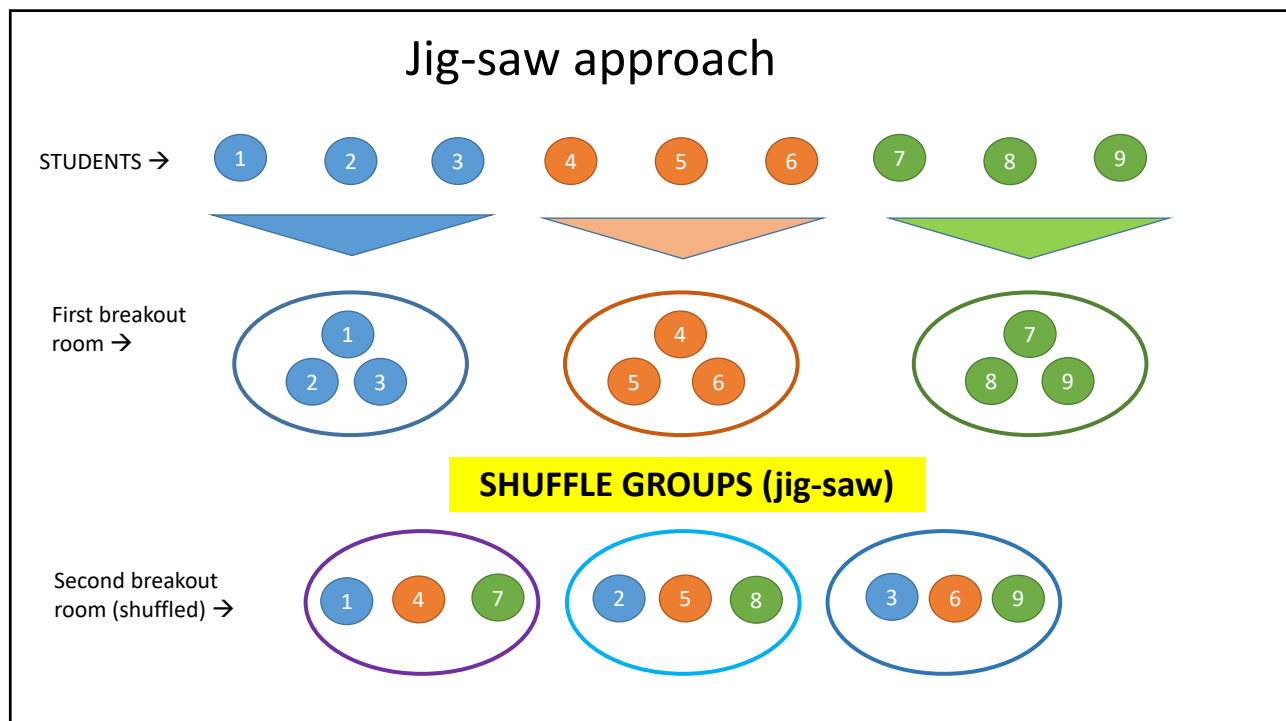 Jig-saw approach
STUDENTS → 1 2 3 4 5 6 7 8 9
First breakout
room →
1
2 3
4
5 6
7
8 9
SHUFFLE GROUPS (jig-saw)
Second breakout
room (shuffled) →
1 4 7
2 5 8
3 6 9